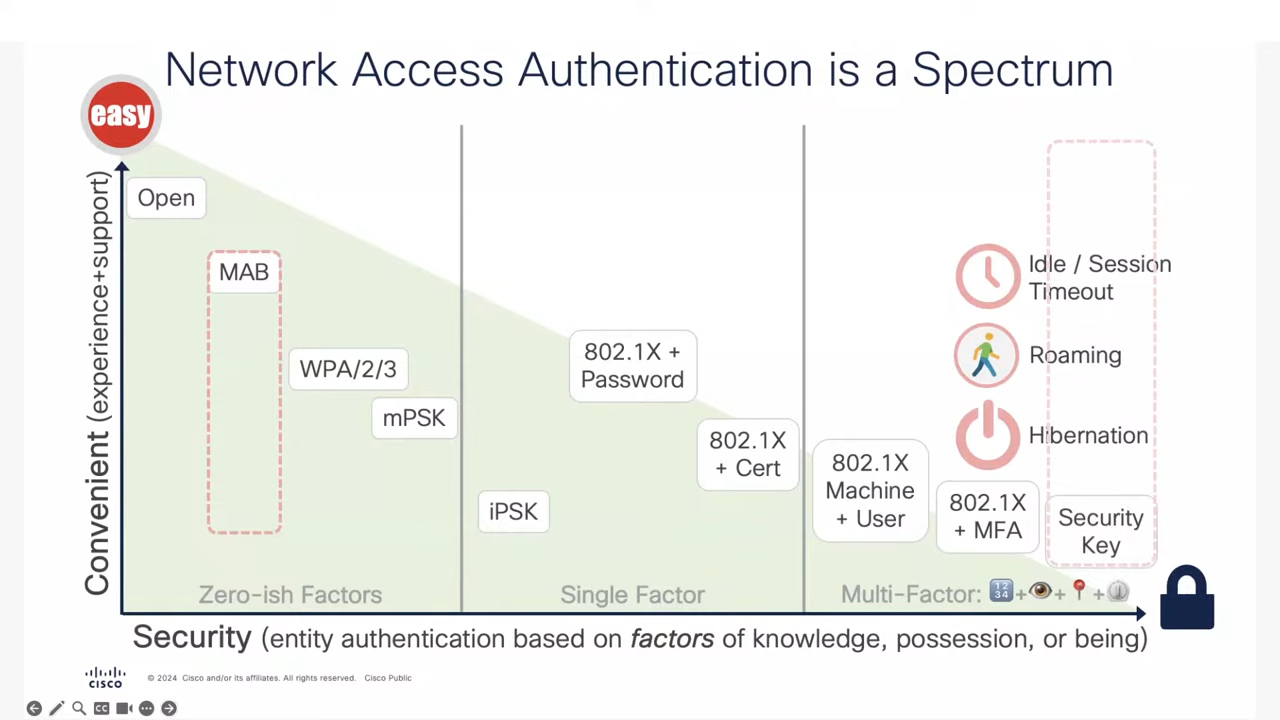 Network Access Authentication is a Spectrum
easy
Convenient (experience+support)
Open
MAB
WPA/2/3
mPSK
iPSK
802.1X +
Password
802.1X
+ Cert
802.1X
Machine
+ User
802.1X
+ MFA
Security
Key
Idle / Session
Timeout
Roaming
Hibernation
Zero-ish Factors
Single Factor
Multi-Factor: 12 34 + + +
Security (entity authentication based on factors of knowledge, possession, or being)
CISCO
© 2024 Cisco and/or its affiliates. All rights reserved. Cisco Public
CC